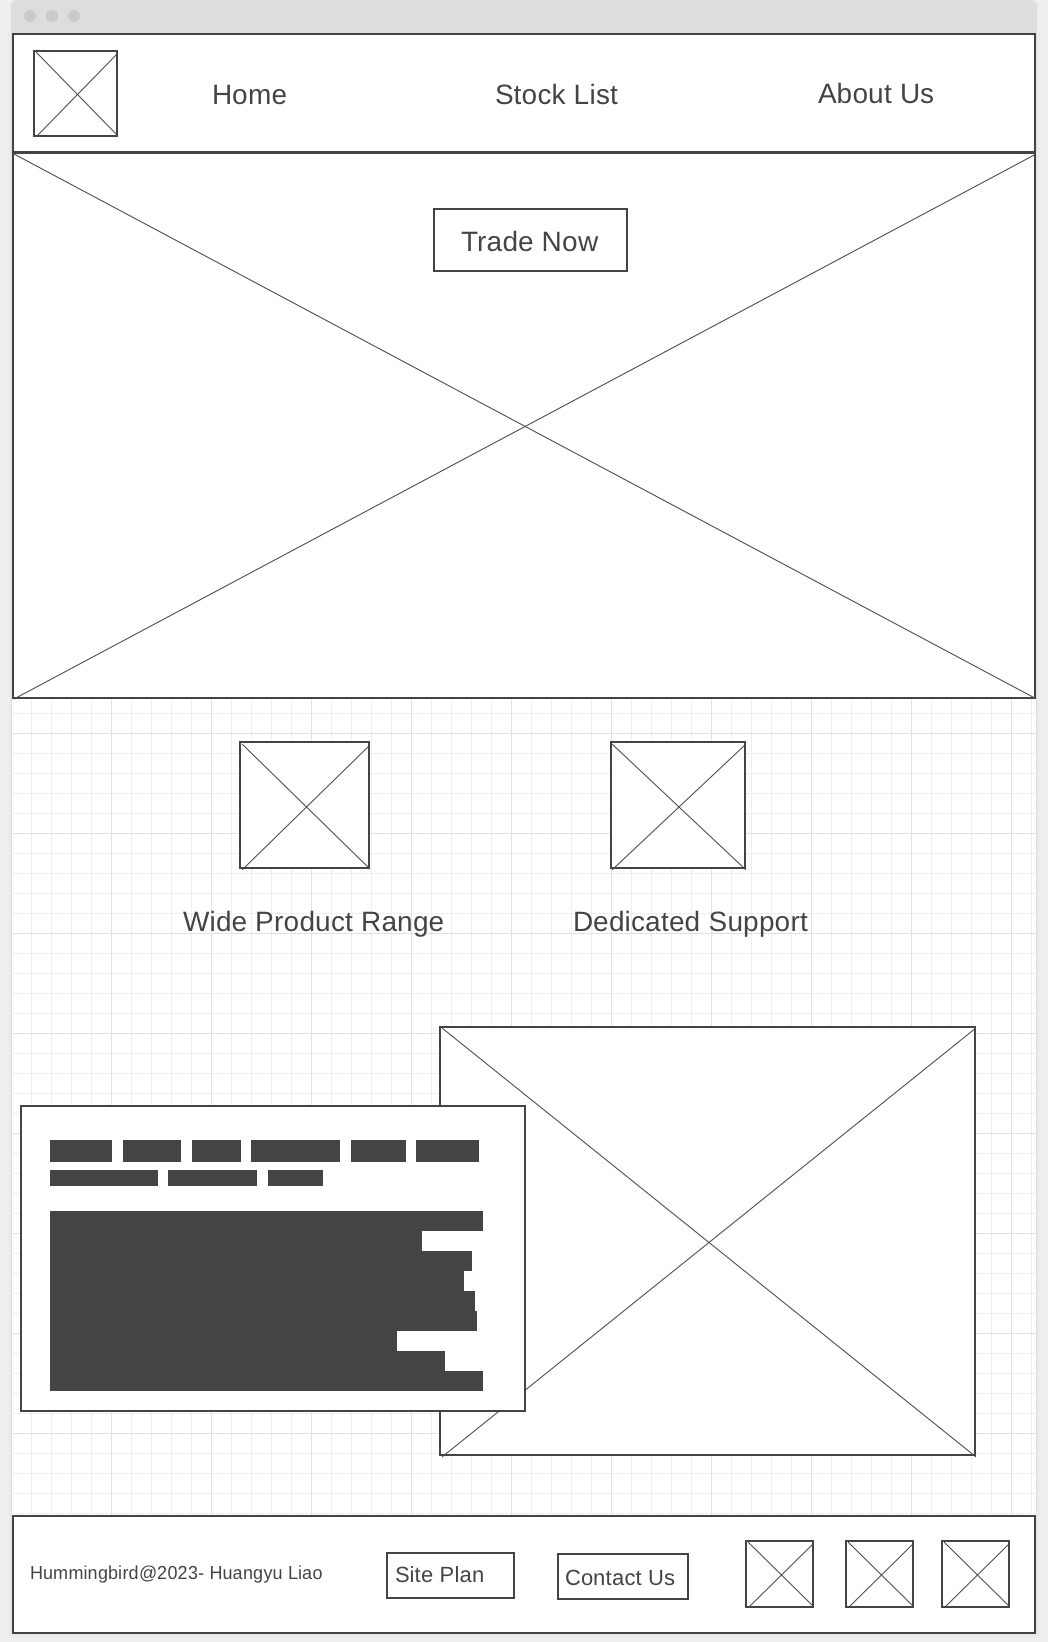 Home
Stock List
About Us
Trade Now
Wide Product Range
Dedicated Support
Hummingbird@2023- Huangyu Liao
Site Plan
Contact Us